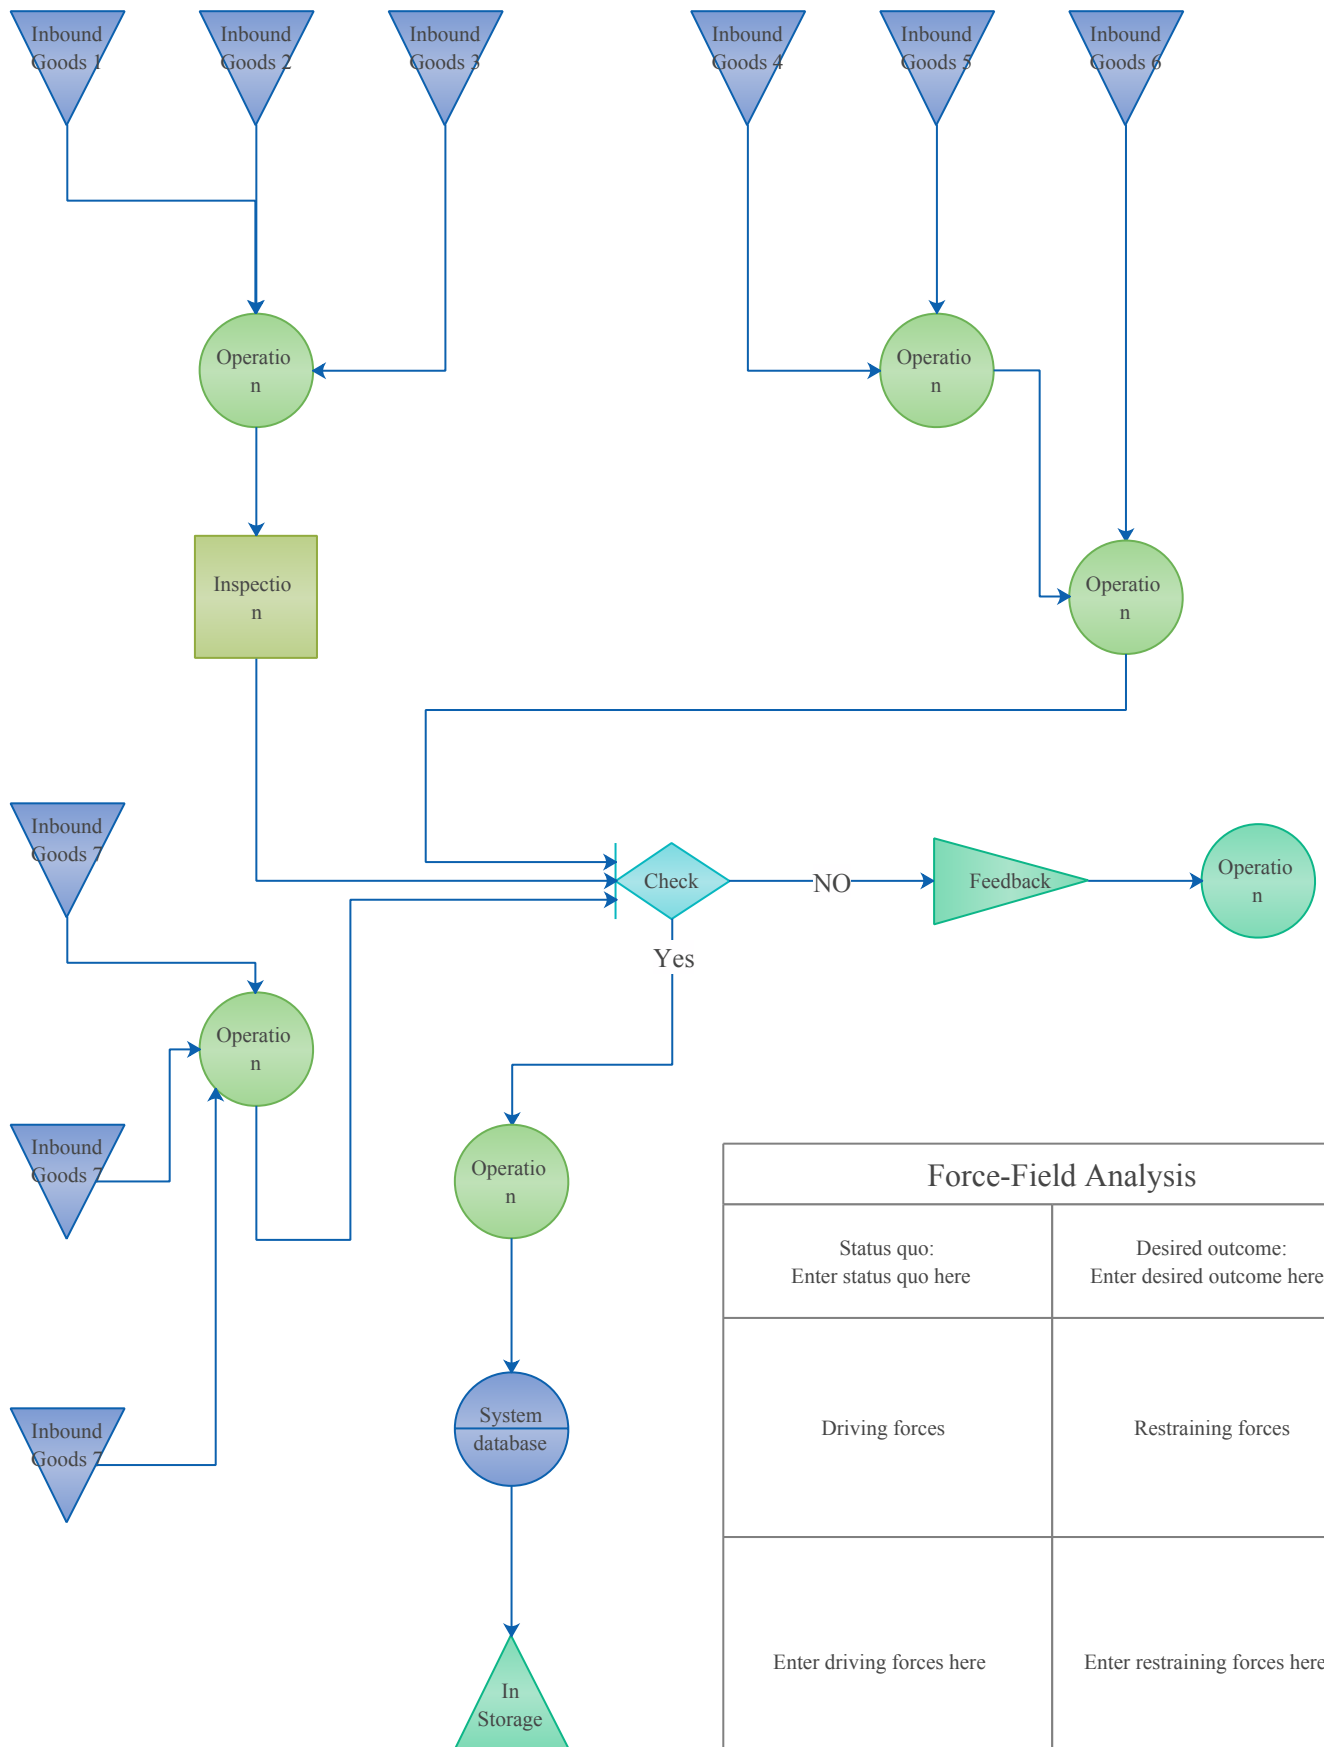 Inbound
Goods 1
Inbound
Goods 2
Inbound
Goods 3
Inbound
Goods 4
Inbound
Goods 5
Inbound
Goods 6
Operatio
n
Operatio
n
Inspectio
n
Operatio
n
Inbound
Goods 7
Check
NO
Feedback
Operatio
n
Yes
Operatio
n
Inbound
Goods 7
Operatio
n
Inbound
Goods 7
System
database
In
Storage
Force-Field Analysis
Status quo:
Enter status quo here
Desired outcome:
Enter desired outcome here
Driving forces
Restraining forces
Enter driving forces here
Enter restraining forces here